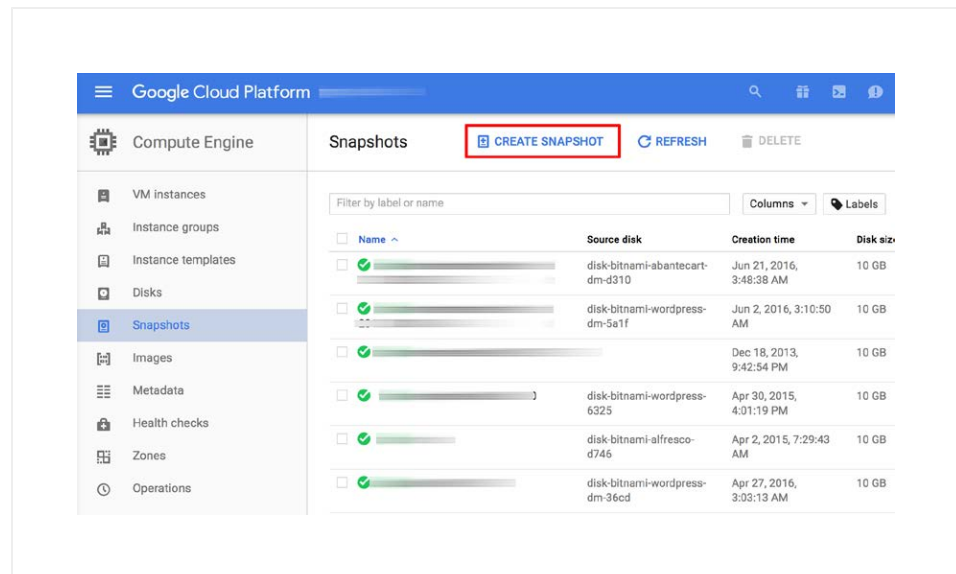 Google Cloud Platform
Compute Engine
Snapshots
CREATE SNAPSHOT
REFRESH
DELETE
VM instances
Instance groups
Instance templates
Disks
Snapshots
Images
Metadata
Health checks
Zones
Operations
Filter by label or name
Columns
Labels
Name
Source disk
Creation time
Disk size
disk-bitnami-abantecart-
dm-d310
Jun 21, 2016,
3:48:38 AM
10 GB
disk-bitnami-wordpress-
dm-5a1f
Jun 2, 2016, 3:10:50
AM
10 GB
Dec 18, 2013,
9:42:54 PM
10 GB
disk-bitnami-wordpress-
6325
Apr 30, 2015,
4:01:19 PM
10 GB
disk-bitnami-alfresco-
d746
Apr 2, 2015, 7:29:43
AM
10 GB
disk-bitnami-wordpress-
dm-36cd
Apr 27, 2016,
3:03:13 AM
10 GB